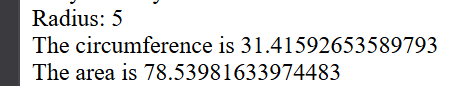 Radius: 5
The circumference is 31.41592653589793
The area is 78.53981633974483